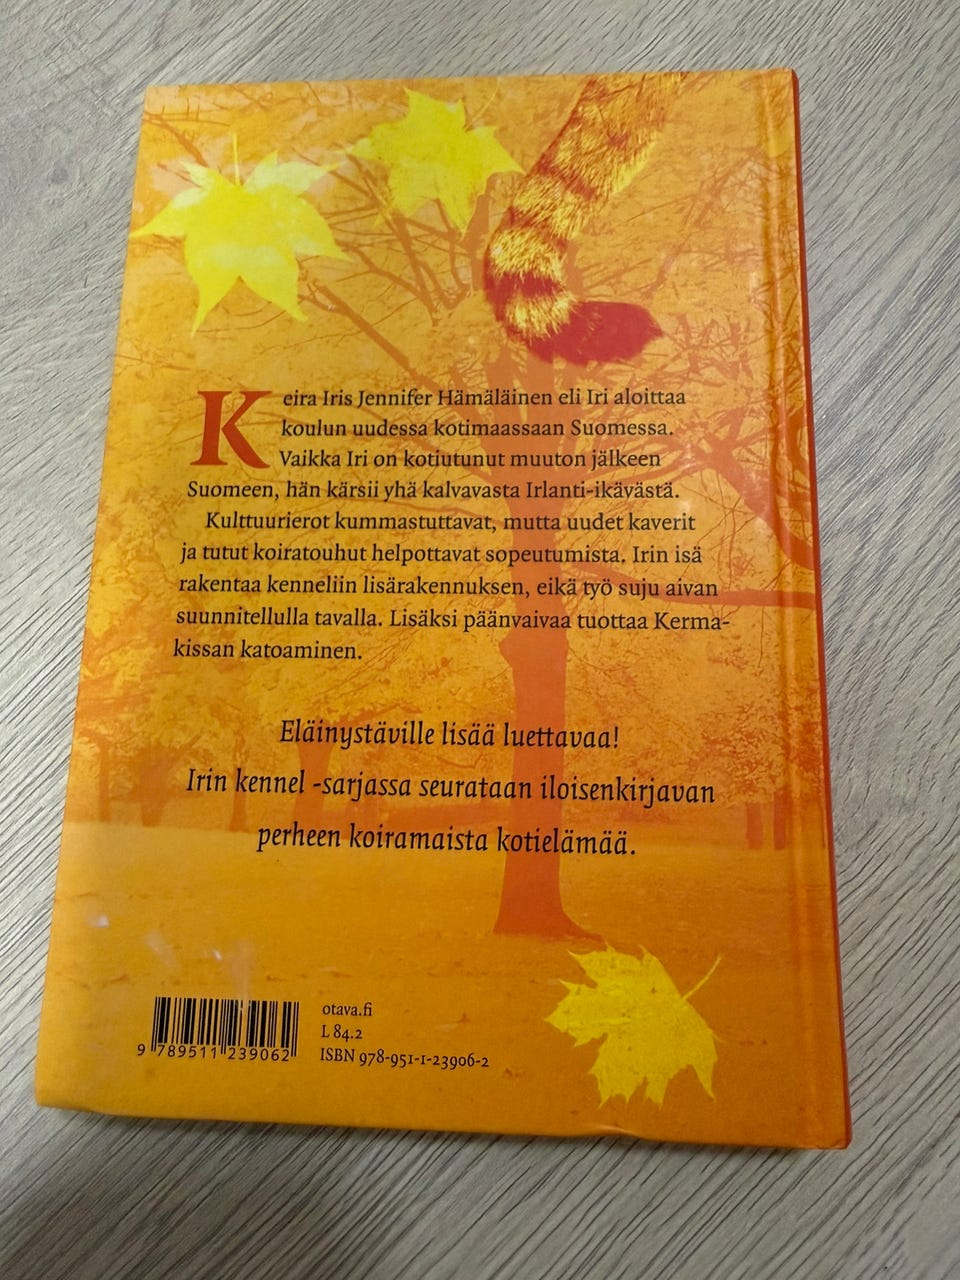 Keira Iris Jennifer Hämäläinen eli Iri aloittaa
koulun uudessa kotimaassaan Suomessa.
Vaikka Iri on kotiutunut muuton jälkeen
Suomeen, hän kärsii yhä kalvavasta Irlanti-ikävästä.
Kulttuurierot kummastuttavat, mutta uudet kaverit
ja tutut koiratouhut helpottavat sopeutumista. Irin isä
rakentaa kenneliin lisärakennuksen, eikä työ suju aivan
suunnitellulla tavalla. Lisäksi päänvaivaa tuottaa Kerma-
kissan katoaminen.
Eläinystäville lisää luettavaa!
Irin kennel -sarjassa seurataan iloisenkirjavan
perheen koiramaista kotielämää.
otava.fi
L 84.2
ISBN 978-951-1-23906-2
9 789511 239062